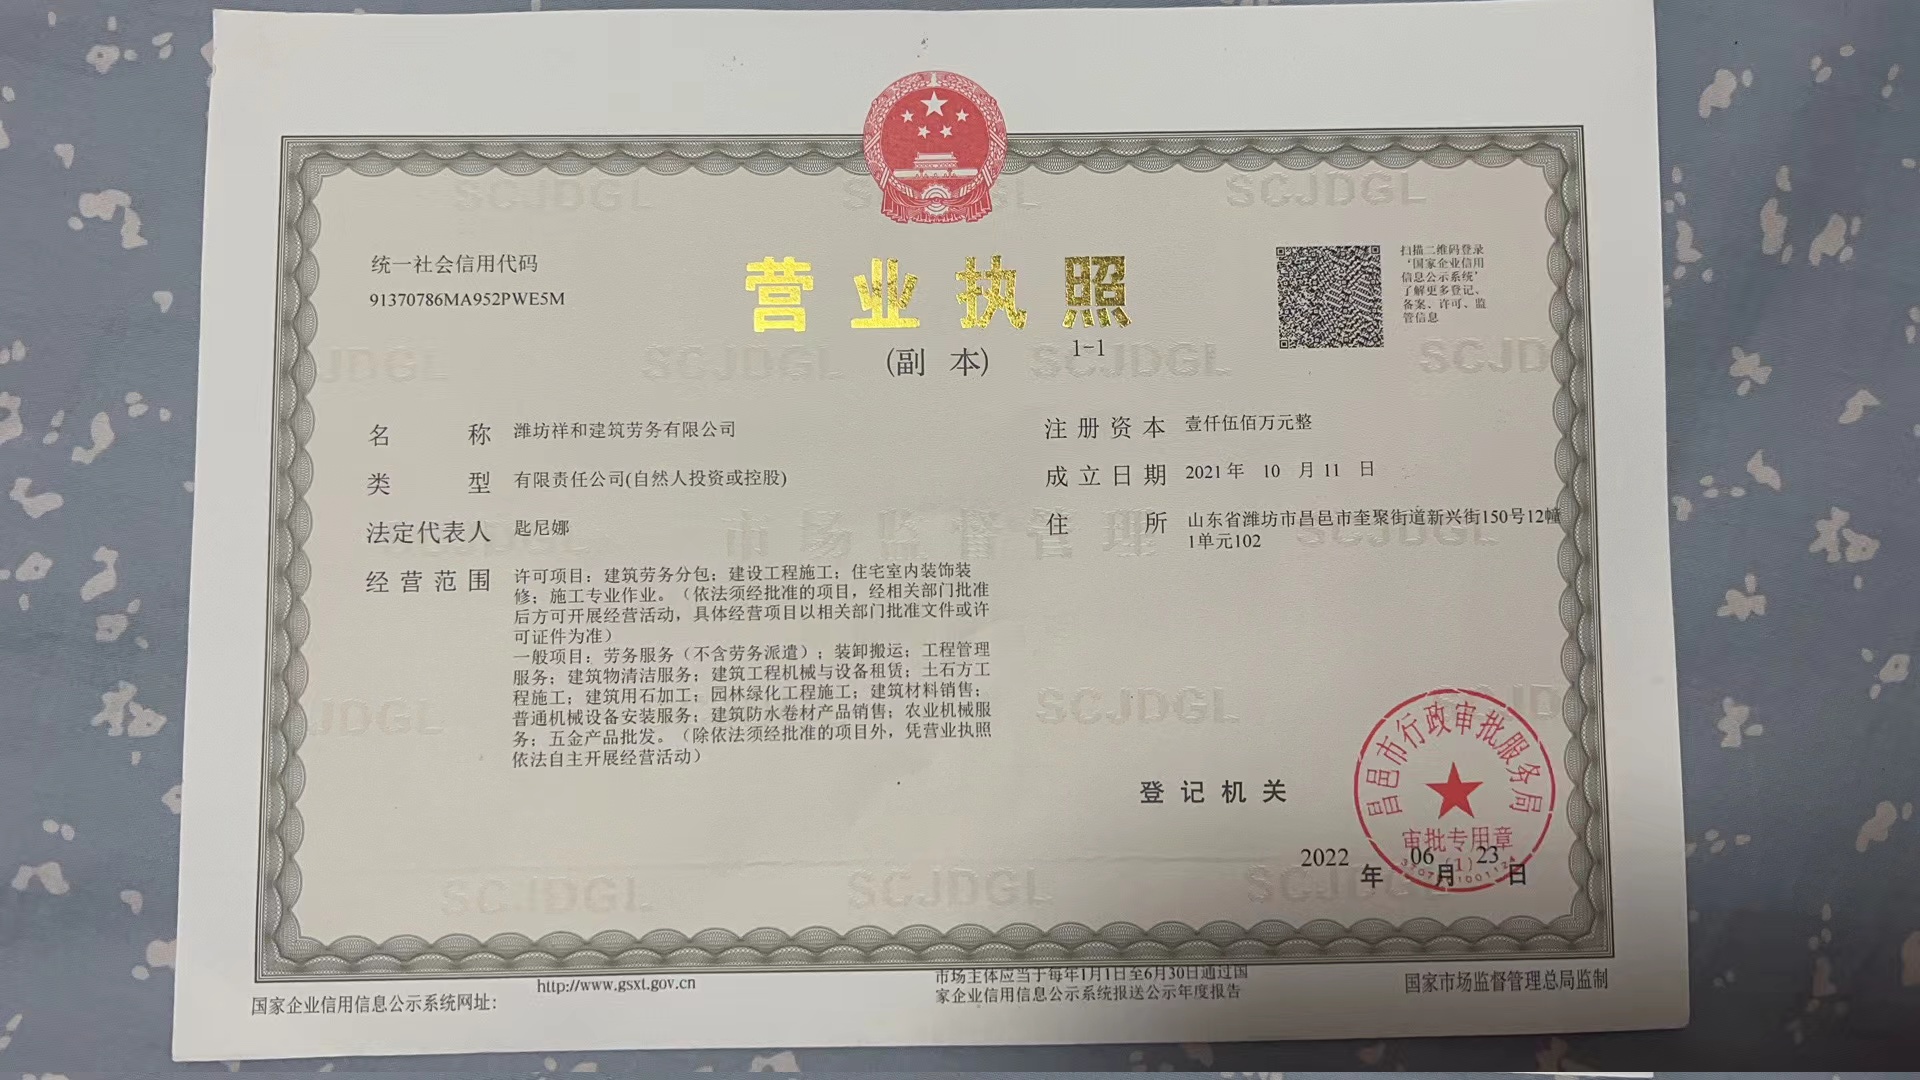 统一社会信用代码
91370786MA952PWE5M
营业执照
(副 本)
1-1
扫描二维码登录
‘国家企业信用
信息公示系统’
了解更多登记、
备案、许可、监
管信息
名 称 潍坊祥和建筑劳务有限公司
类 型 有限责任公司(自然人投资或控股)
法定代表人 匙尼娜
经营范围 许可项目：建筑劳务分包；建设工程施工；住宅室内装饰装
修；施工专业作业。（依法须经批准的项目，经相关部门批准
后方可开展经营活动，具体经营项目以相关部门批准文件或许
可证件为准）
一般项目：劳务服务（不含劳务派遣）；装卸搬运；工程管理
服务；建筑物清洁服务；建筑工程机械与设备租赁；土石方工
程施工；建筑用石加工；园林绿化工程施工；建筑材料销售；
普通机械设备安装服务；建筑防水卷材产品销售；农业机械服
务；五金产品批发。（除依法须经批准的项目外，凭营业执照
依法自主开展经营活动）
注册资本 壹仟伍佰万元整
成立日期 2021 年 10 月 11 日
住 所 山东省潍坊市昌邑市奎聚街道新兴街150号12幢
1单元102
登记机关
昌邑市行政审批服务局
审批专用章
(1)
2022 年 06 月 23 日
国家企业信用信息公示系统网址：
http://www.gsxt.gov.cn
市场主体应当于每年1月1日至6月30日通过国
家企业信用信息公示系统报送公示年度报告
国家市场监督管理总局监制
SCJDGL
市场监督管理